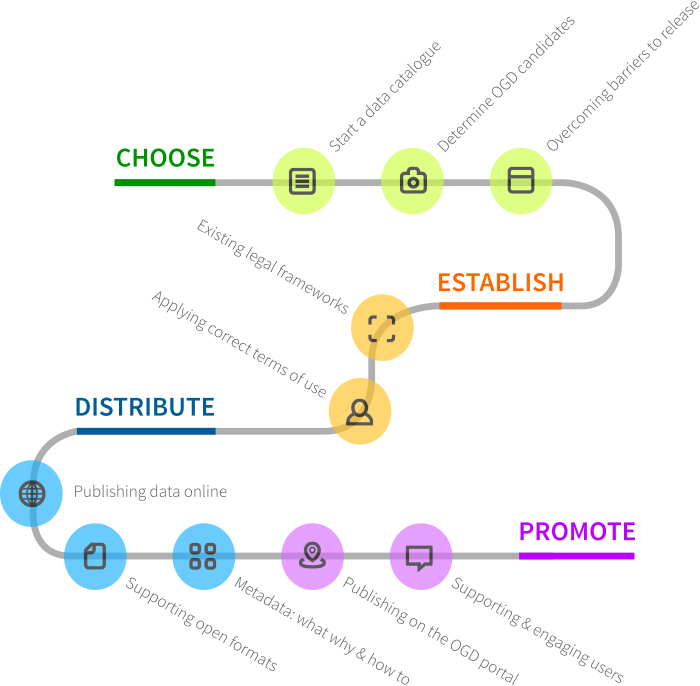 CHOOSE
Start a data catalogue
Determine OGD candidates
Overcoming barriers to release
ESTABLISH
Existing legal frameworks
Applying correct terms of use
DISTRIBUTE
Publishing data online
Supporting open formats
Metadata: what why & how to
PROMOTE
Publishing on the OGD portal
Supporting & engaging users